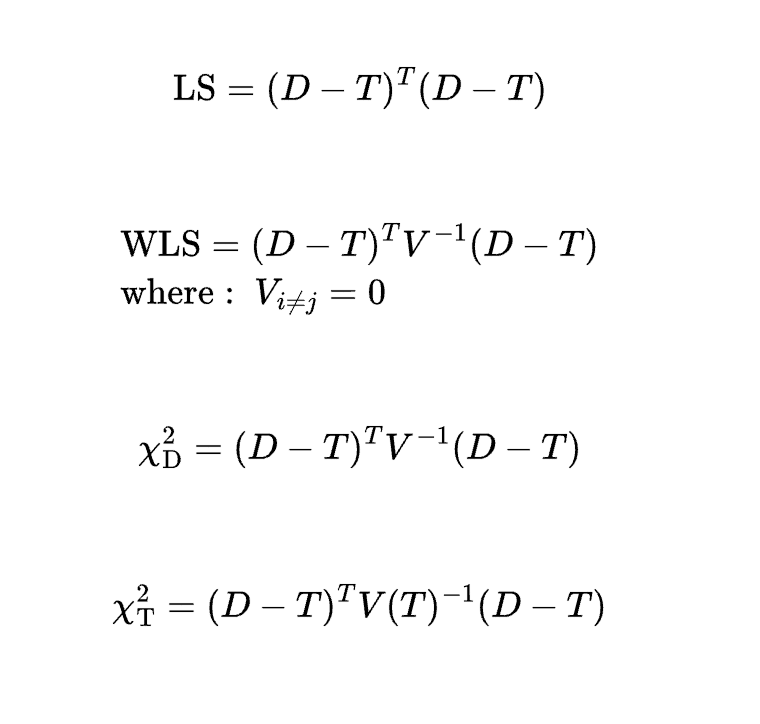 LS = (D − T)^T (D − T)
WLS = (D − T)^T V^{−1} (D − T)
where : V_{i≠j} = 0
χ²_D = (D − T)^T V^{−1} (D − T)
χ²_T = (D − T)^T V(T)^{−1} (D − T)